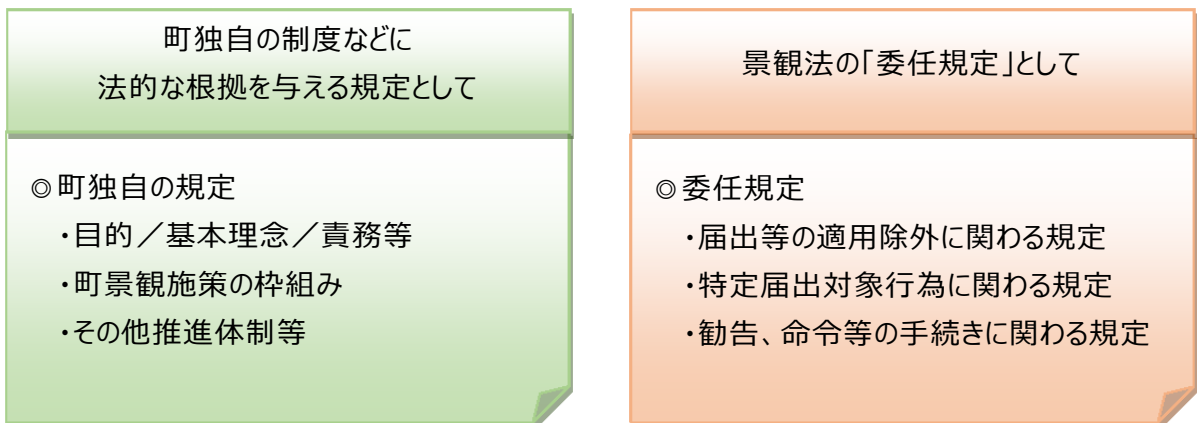 町独自の制度などに
法的な根拠を与える規定として
◎町独自の規定
・目的／基本理念／責務等
・町景観施策の枠組み
・その他推進体制等
景観法の「委任規定」として
◎委任規定
・届出等の適用除外に関わる規定
・特定届出対象行為に関わる規定
・勧告、命令等の手続きに関わる規定